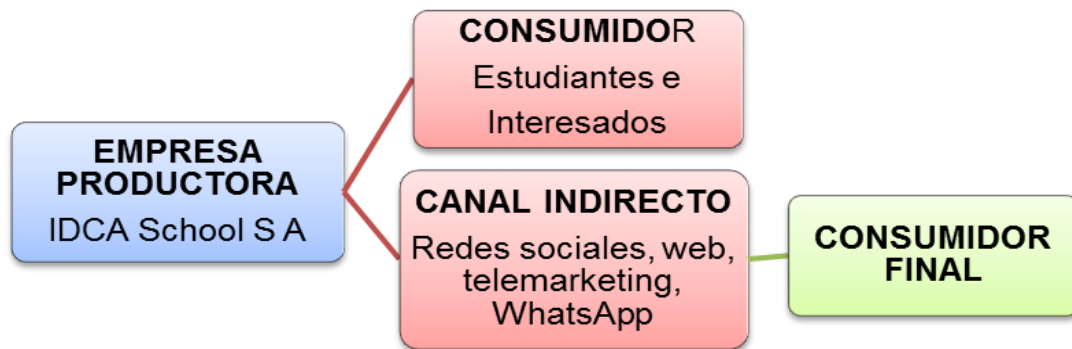 EMPRESA
PRODUCTORA
IDCA School S A
CONSUMIDOR
Estudiantes e
Interesados
CANAL INDIRECTO
Redes sociales, web,
telemarketing,
WhatsApp
CONSUMIDOR
FINAL